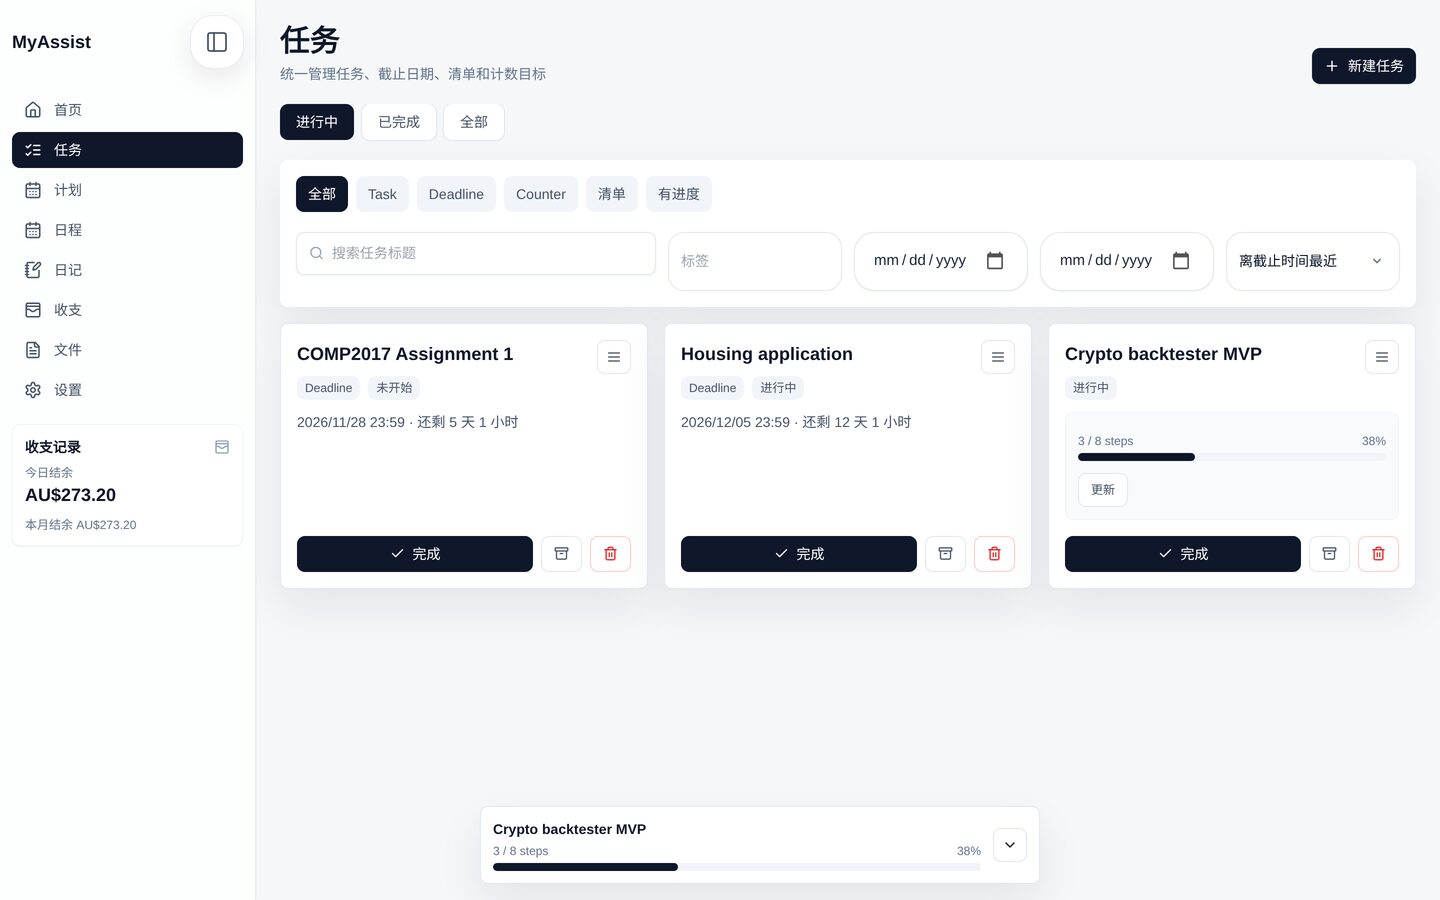 MyAssist
首页
任务
计划
日程
日记
收支
文件
设置
收支记录
今日结余
AU$273.20
本月结余 AU$273.20
任务
统一管理任务、截止日期、清单和计数目标
新建任务
进行中 已完成 全部
全部 Task Deadline Counter 清单 有进度
搜索任务标题 标签 mm/dd/yyyy mm/dd/yyyy 离截止时间最近
COMP2017 Assignment 1
Deadline 未开始
2026/11/28 23:59 · 还剩 5 天 1 小时
完成
Housing application
Deadline 进行中
2026/12/05 23:59 · 还剩 12 天 1 小时
完成
Crypto backtester MVP
进行中
3 / 8 steps 38%
更新
完成
Crypto backtester MVP
3 / 8 steps 38%